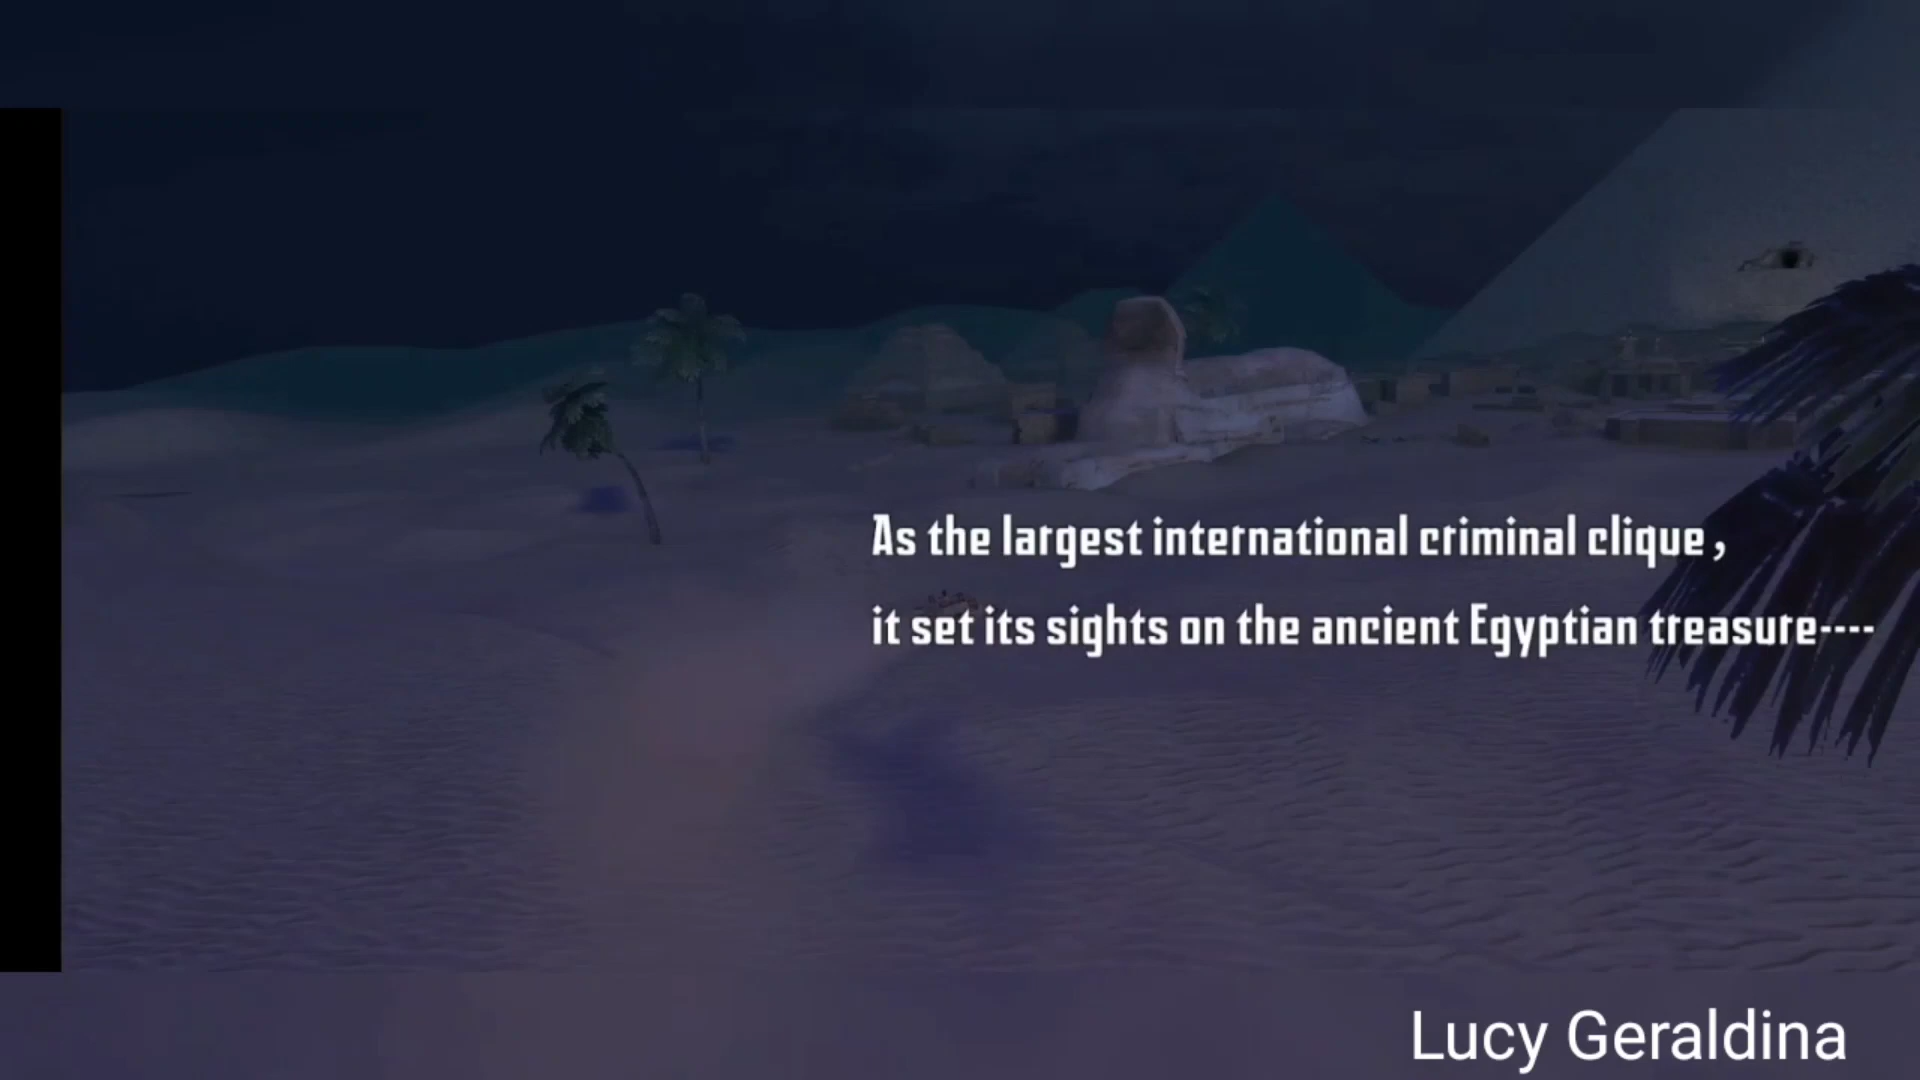 As the largest international criminal clique,
it set its sights on the ancient Egyptian treasure----
Lucy Geraldina